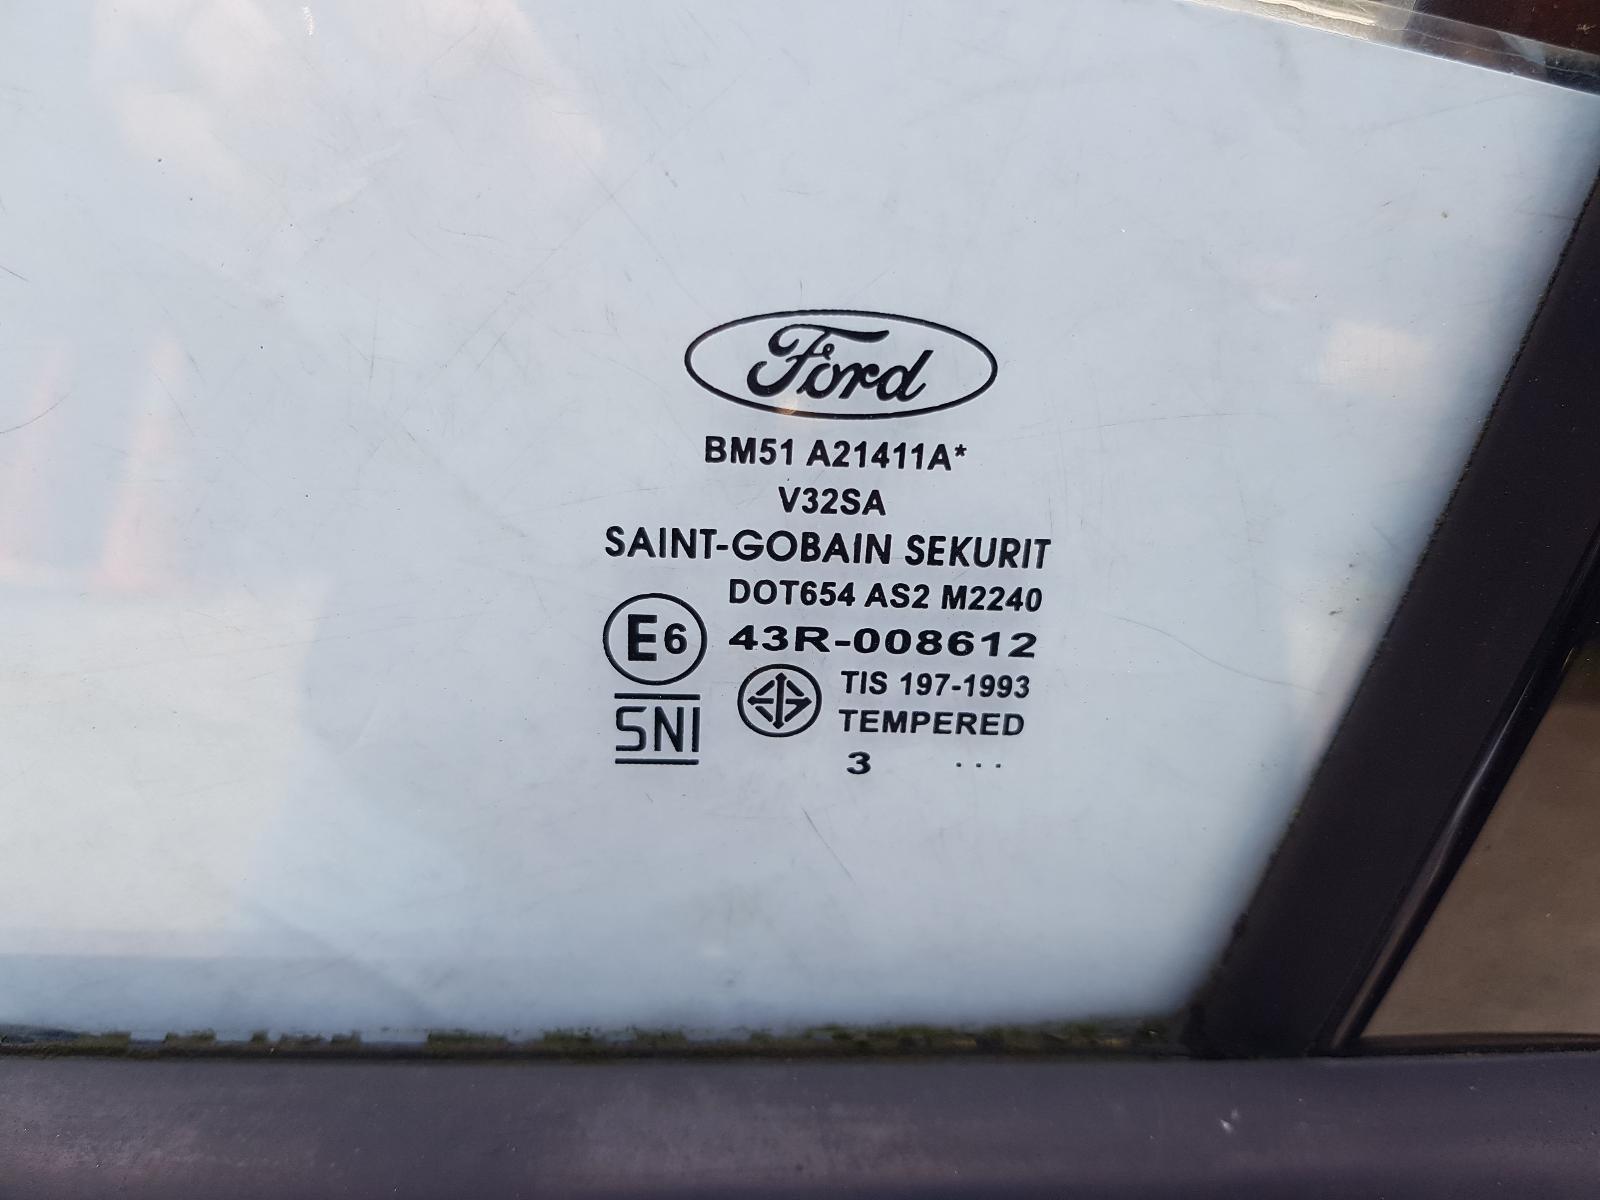 Ford
BM51 A21411A*
V32SA
SAINT-GOBAIN SEKURIT
DOT654 AS2 M2240
E6 43R-008612
TIS 197-1993
SNI TEMPERED
3 ...